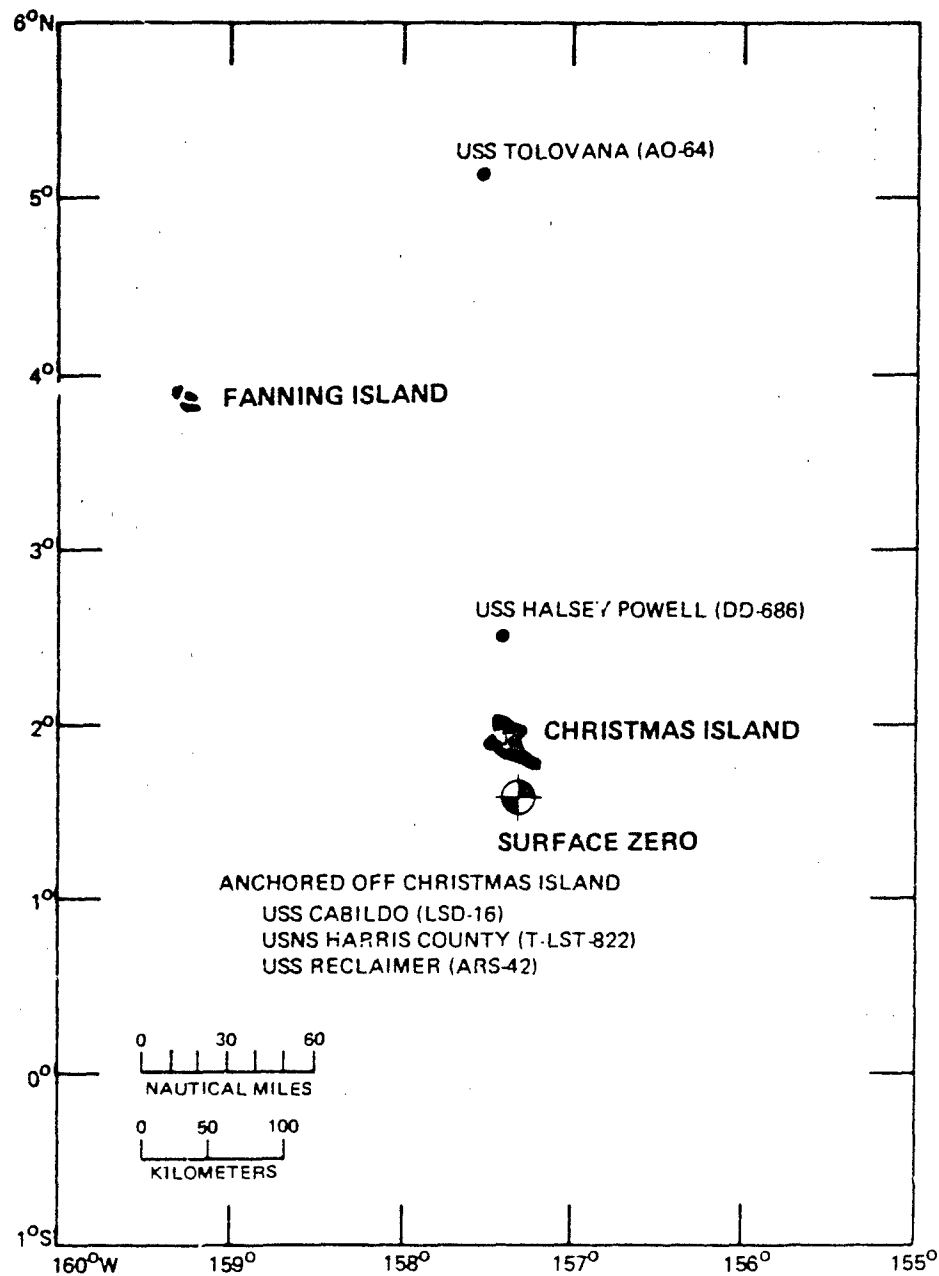 6°N
USS TOLOVANA (AO-64)
5°
4°
FANNING ISLAND
3°
USS HALSEY POWELL (DD-686)
2°
CHRISTMAS ISLAND
SURFACE ZERO
ANCHORED OFF CHRISTMAS ISLAND
1°
USS CABILDO (LSD-16)
USNS HARRIS COUNTY (T-LST-822)
USS RECLAIMER (ARS-42)
0 30 60
NAUTICAL MILES
0°
0 50 100
KILOMETERS
1°S
160°W 159° 158° 157° 156° 155°